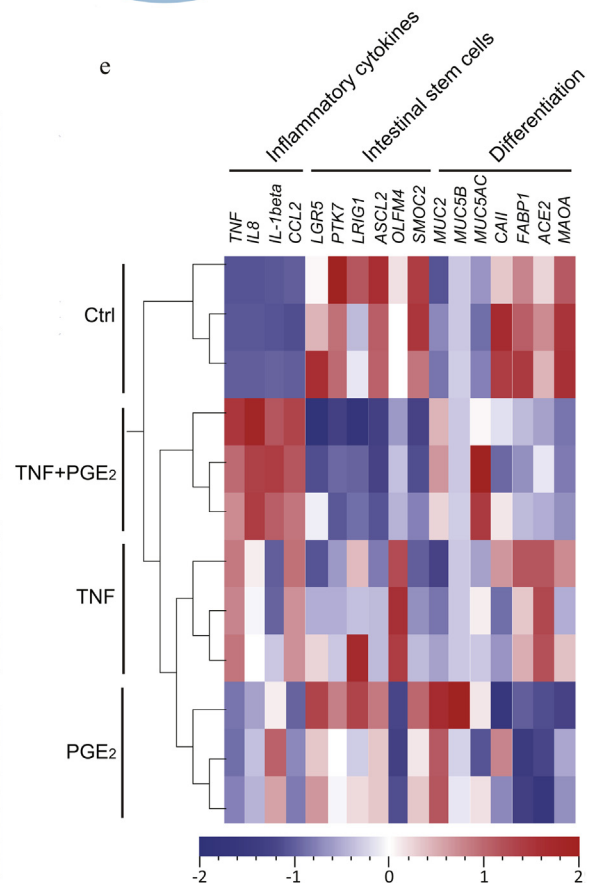 e
Inflammatory cytokines
Intestinal stem cells
Differentiation
TNF
IL8
IL-1beta
CCL2
LGR5
PTK7
LRIG1
ASCL2
OLFM4
SMOC2
MUC2
MUC5B
MUC5AC
CAII
FABP1
ACE2
MAOA
Ctrl
TNF+PGE2
TNF
PGE2
-2 -1 0 1 2